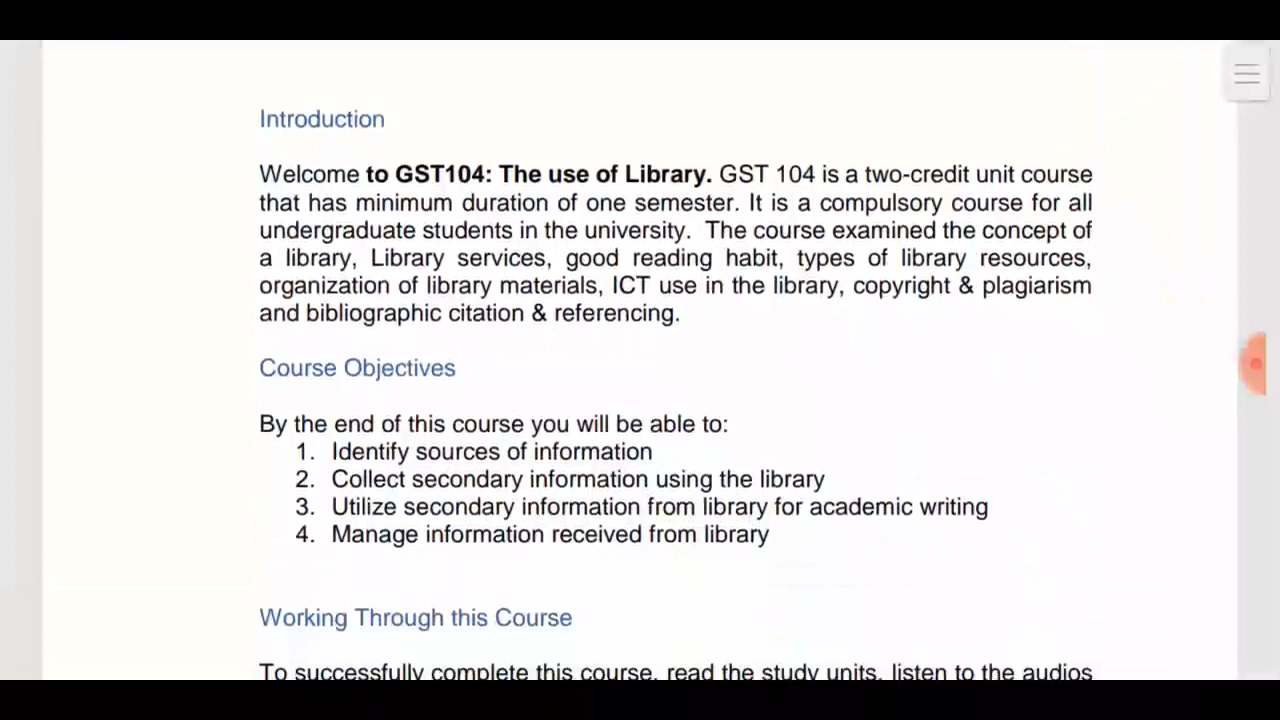 Introduction
Welcome to GST104: The use of Library. GST 104 is a two-credit unit course
that has minimum duration of one semester. It is a compulsory course for all
undergraduate students in the university.  The course examined the concept of
a library, Library services, good reading habit, types of library resources,
organization of library materials, ICT use in the library, copyright & plagiarism
and bibliographic citation & referencing.
Course Objectives
By the end of this course you will be able to:
1. Identify sources of information
2. Collect secondary information using the library
3. Utilize secondary information from library for academic writing
4. Manage information received from library
Working Through this Course
To successfully complete this course, read the study units, listen to the audios